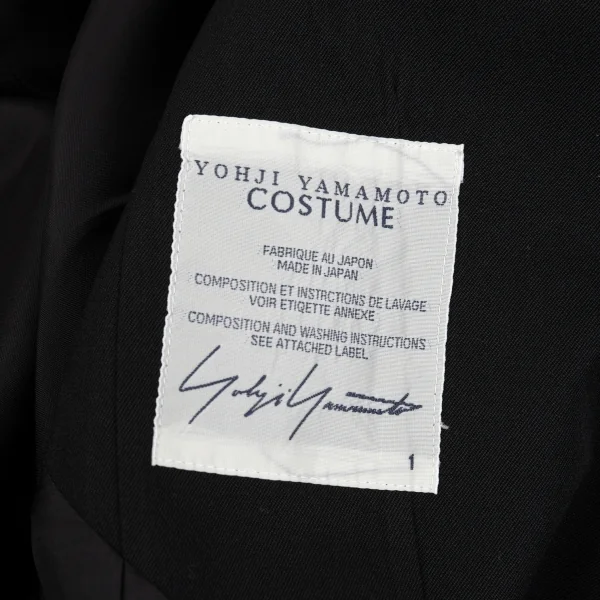 YOHJI YAMAMOTO
COSTUME
FABRIQUE AU JAPON
MADE IN JAPAN
COMPOSITION ET INSTRCTIONS DE LAVAGE
VOIR ETIQETTE ANNEXE
COMPOSITION AND WASHING INSTRUCTIONS
SEE ATTACHED LABEL
Yohji Yamamoto
1